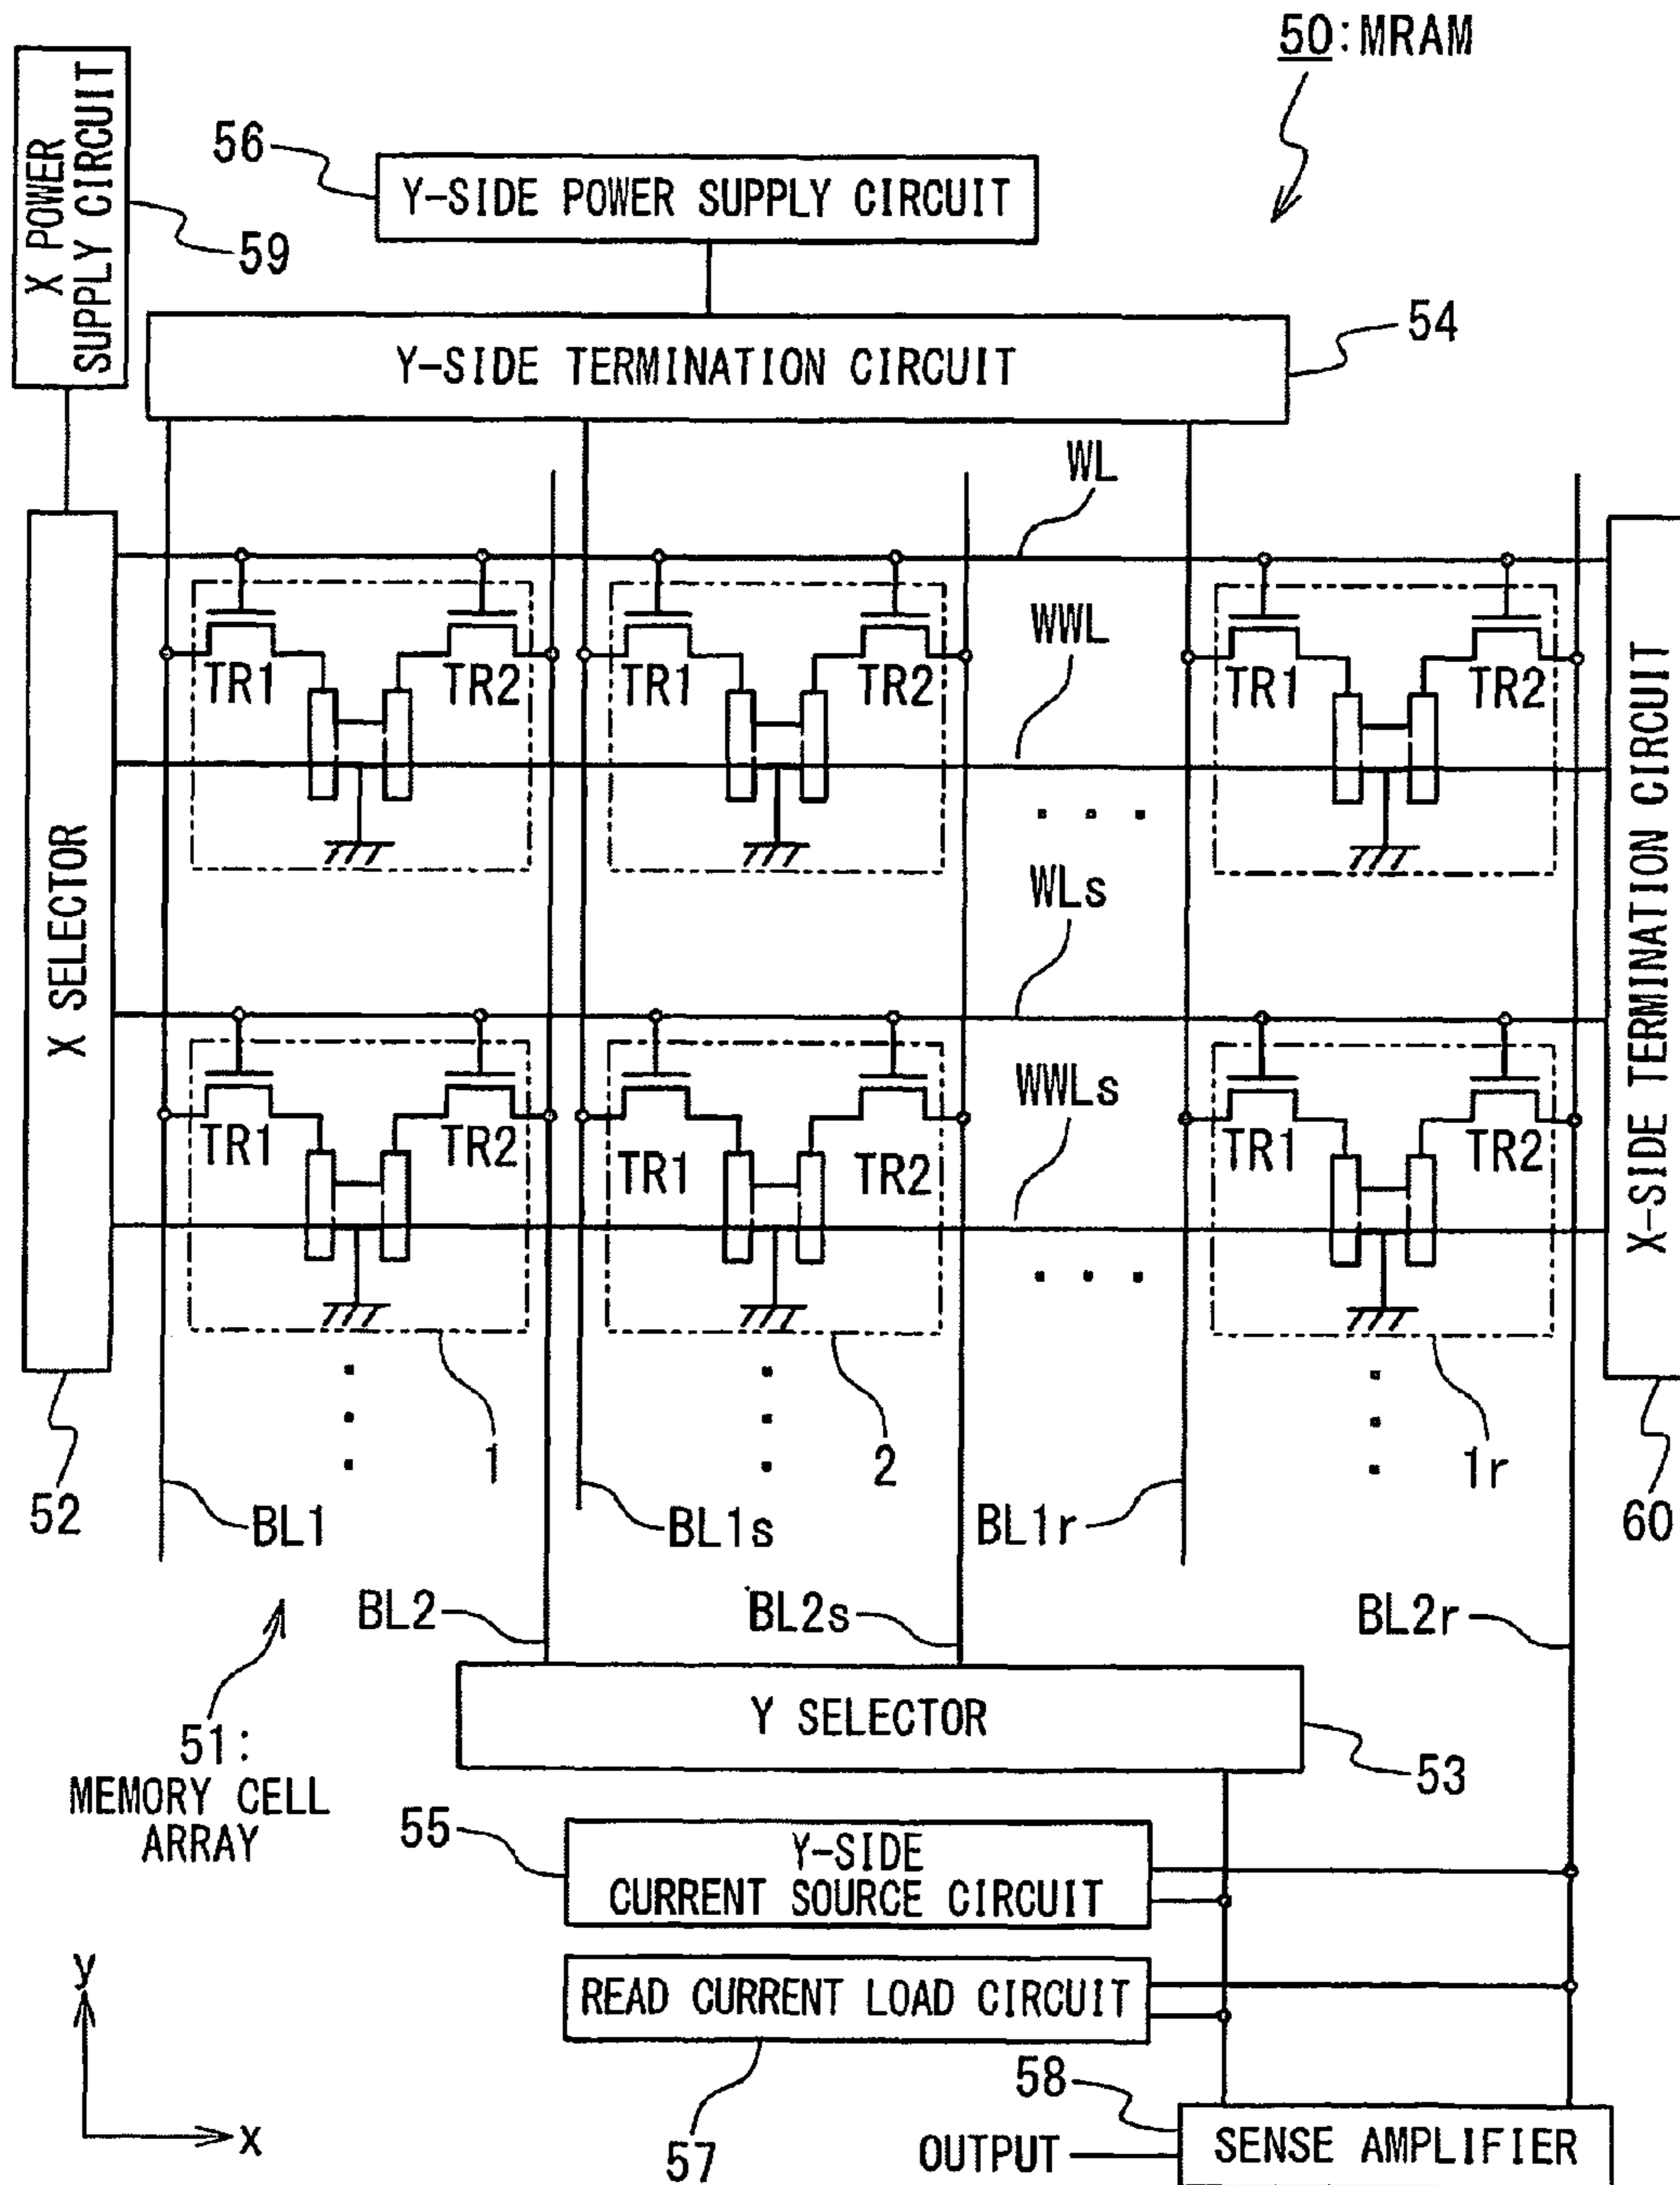 50:MRAM
X POWER
SUPPLY CIRCUIT
59
56
Y-SIDE POWER SUPPLY CIRCUIT
54
Y-SIDE TERMINATION CIRCUIT
WL
TR1 TR2 TR1 TR2 TR1 TR2
WWL
X SELECTOR
X-SIDE TERMINATION CIRCUIT
. . .
WLs
TR1 TR2 TR1 TR2 TR1 TR2
WWLs
. . .
52
1
2
1r
60
BL1
BL1s
BL1r
BL2
BL2s
BL2r
Y SELECTOR
53
51:
MEMORY CELL
ARRAY
55
Y-SIDE
CURRENT SOURCE CIRCUIT
READ CURRENT LOAD CIRCUIT
57
58
OUTPUT
SENSE AMPLIFIER
y
x